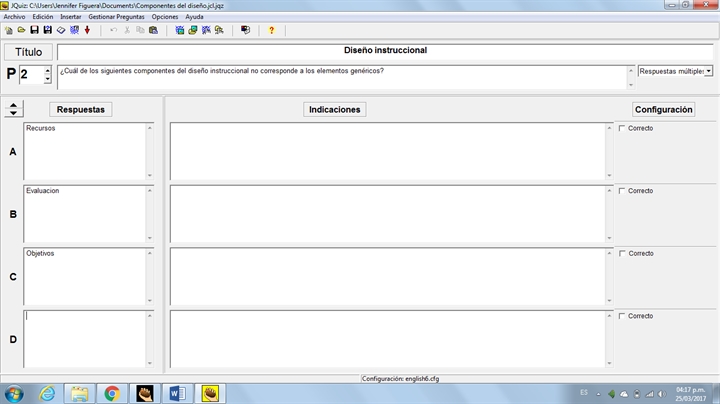 JQuiz: C:\Users\Jennifer Figuera\Documents\Componentes del diseño.jcl.jqz
Archivo Edición Insertar Gestionar Preguntas Opciones Ayuda
Título
Diseño instruccional
P 2
¿Cuál de los siguientes componentes del diseño instruccional no corresponde a los elementos genéricos?
Respuestas múltiples
Respuestas Indicaciones Configuración
A Recursos Correcto
B Evaluacion Correcto
C Objetivos Correcto
D Correcto
Configuración: english6.cfg
ES 04:17 p.m.
25/03/2017